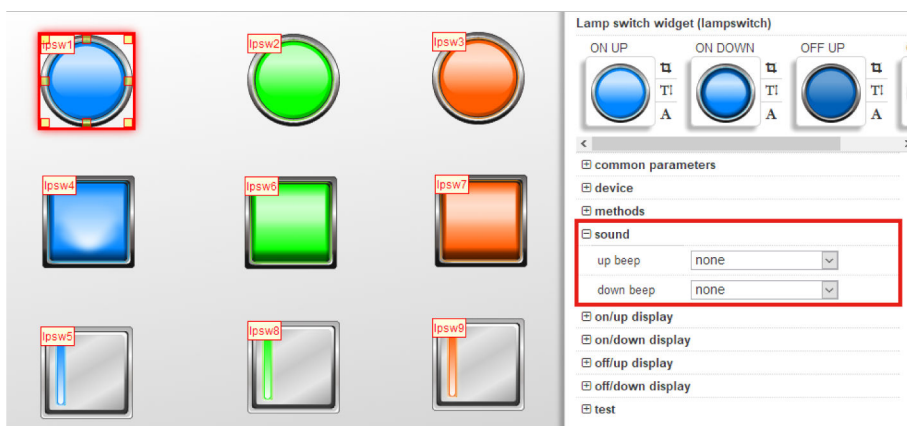 lpsw1
lpsw2
lpsw3
lpsw4
lpsw6
lpsw7
lpsw5
lpsw8
lpsw9
Lamp switch widget (lampswitch)
ON UP ON DOWN OFF UP
T A T A T A
common parameters
device
methods
sound
up beep none
down beep none
on/up display
on/down display
off/up display
off/down display
test